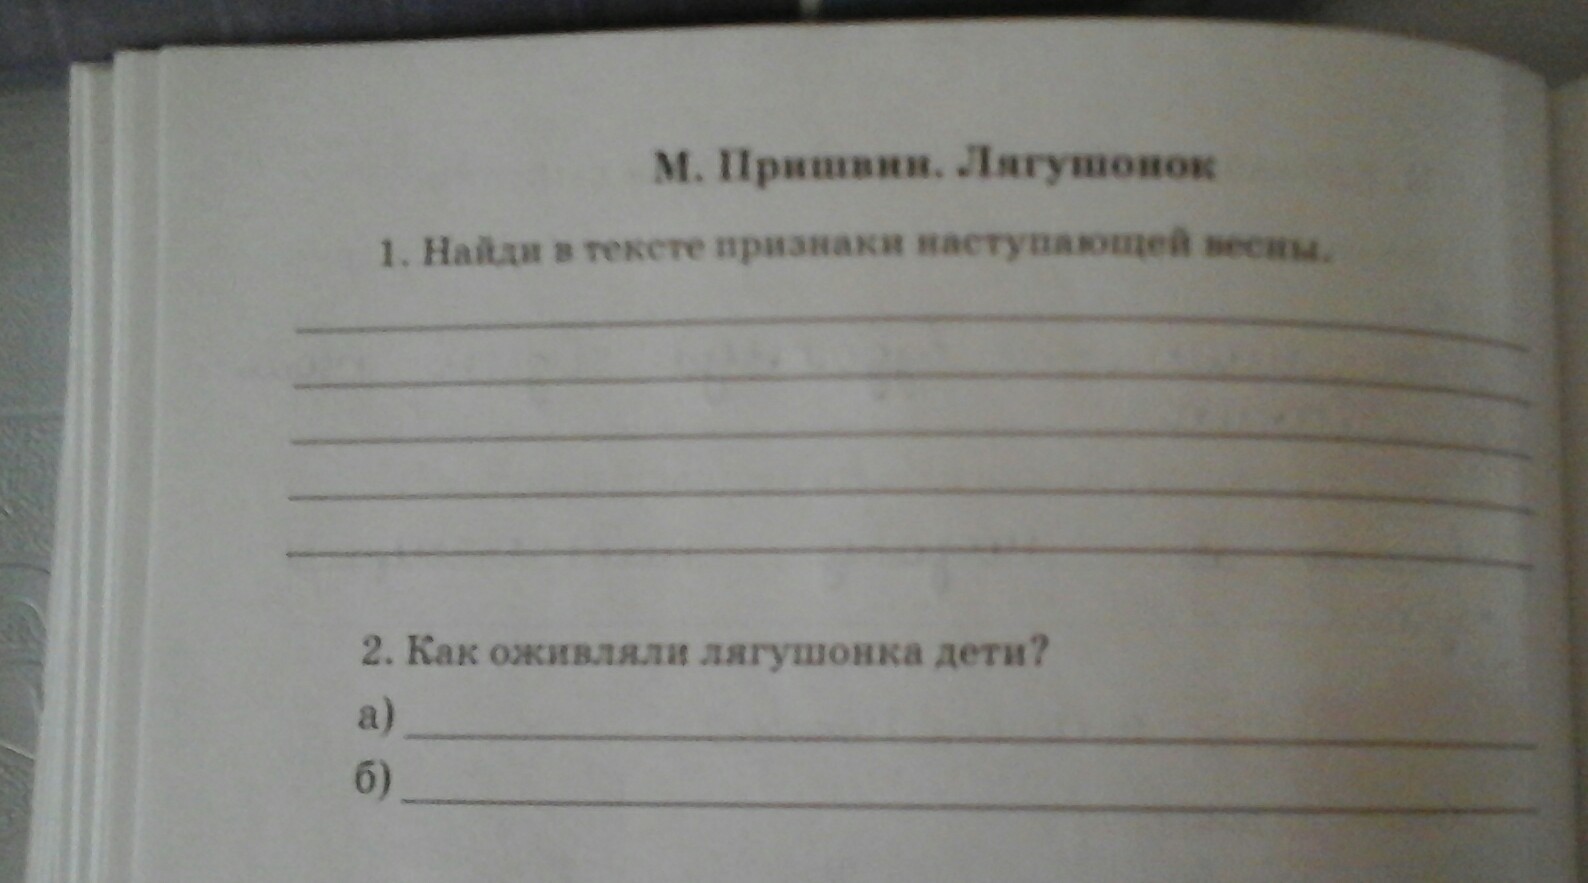 М. Пришвин. Лягушонок
1. Найди в тексте признаки наступающей весны.
2. Как оживляли лягушонка дети?
а)
б)